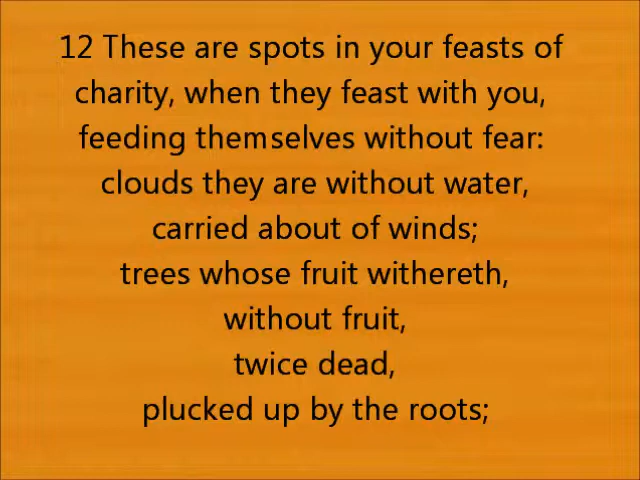 12 These are spots in your feasts of
charity, when they feast with you,
feeding themselves without fear:
clouds they are without water,
carried about of winds;
trees whose fruit withereth,
without fruit,
twice dead,
plucked up by the roots;